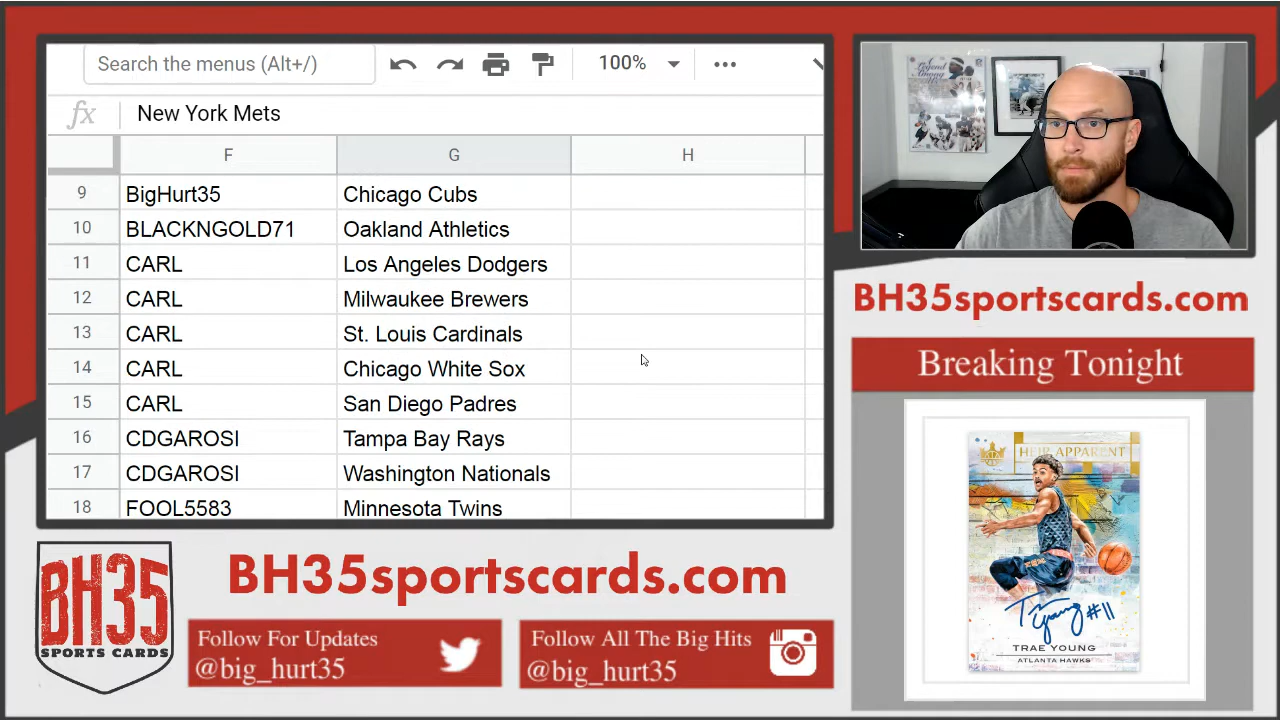 Search the menus (Alt+/)
100%
fx New York Mets
F G H
9 BigHurt35 Chicago Cubs
10 BLACKNGOLD71 Oakland Athletics
11 CARL Los Angeles Dodgers
12 CARL Milwaukee Brewers
13 CARL St. Louis Cardinals
14 CARL Chicago White Sox
15 CARL San Diego Padres
16 CDGAROSI Tampa Bay Rays
17 CDGAROSI Washington Nationals
18 FOOL5583 Minnesota Twins
BH35sportscards.com
Breaking Tonight
HEIR APPARENT
#11
TRAE YOUNG
ATLANTA HAWKS
BH35
SPORTS CARDS
BH35sportscards.com
Follow For Updates
@big_hurt35
Follow All The Big Hits
@big_hurt35